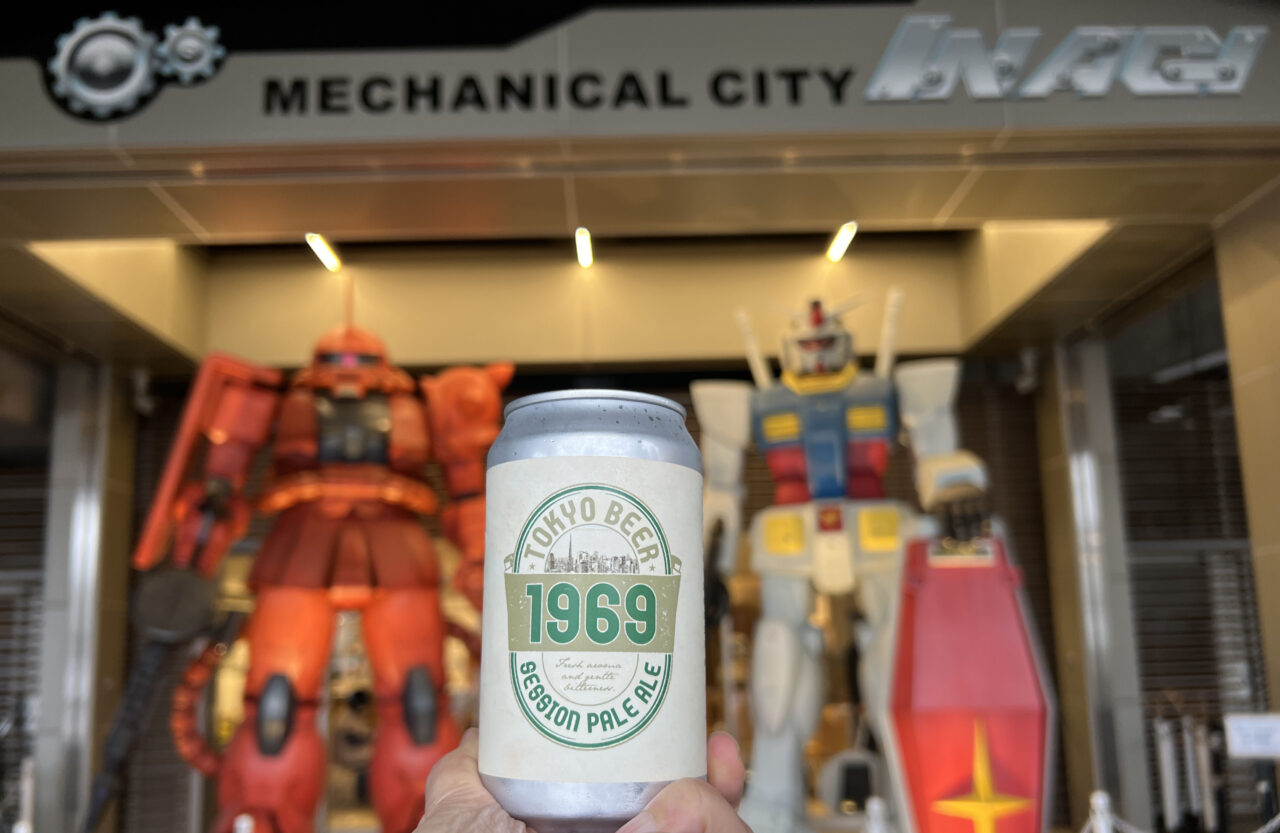 MECHANICAL CITY INAGI
TOKYO BEER
1969
Fresh aroma
and gentle
bitterness.
SESSION PALE ALE